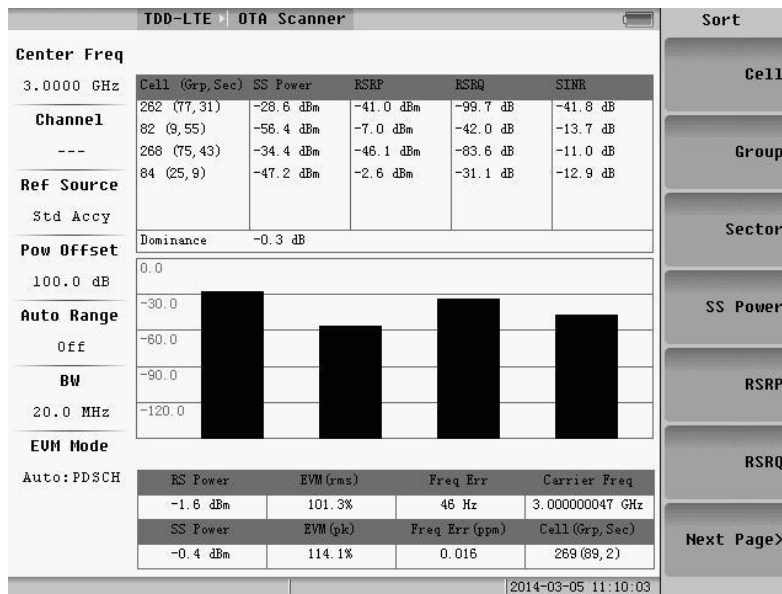 TDD-LTE OTA Scanner
Sort
Center Freq
3.0000 GHz
Channel
---
Ref Source
Std Accy
Pow Offset
100.0 dB
Auto Range
Off
BW
20.0 MHz
EVM Mode
Auto:PDSCH
Cell (Grp,Sec) SS Power RSRP RSRQ SINR
262 (77,31) -28.6 dBm -41.0 dBm -99.7 dB -41.8 dB
82 (9,55) -56.4 dBm -7.0 dBm -42.0 dB -13.7 dB
268 (75,43) -34.4 dBm -46.1 dBm -83.6 dB -11.0 dB
84 (25,9) -47.2 dBm -2.6 dBm -31.1 dB -12.9 dB
Dominance -0.3 dB
0.0
-30.0
-60.0
-90.0
-120.0
RS Power EVM(rms) Freq Err Carrier Freq
-1.6 dBm 101.3% 46 Hz 3.000000047 GHz
SS Power EVM(pk) Freq Err(ppm) Cell(Grp,Sec)
-0.4 dBm 114.1% 0.016 269(89,2)
Cell
Group
Sector
SS Power
RSRP
RSRQ
Next Page>
2014-03-05 11:10:03